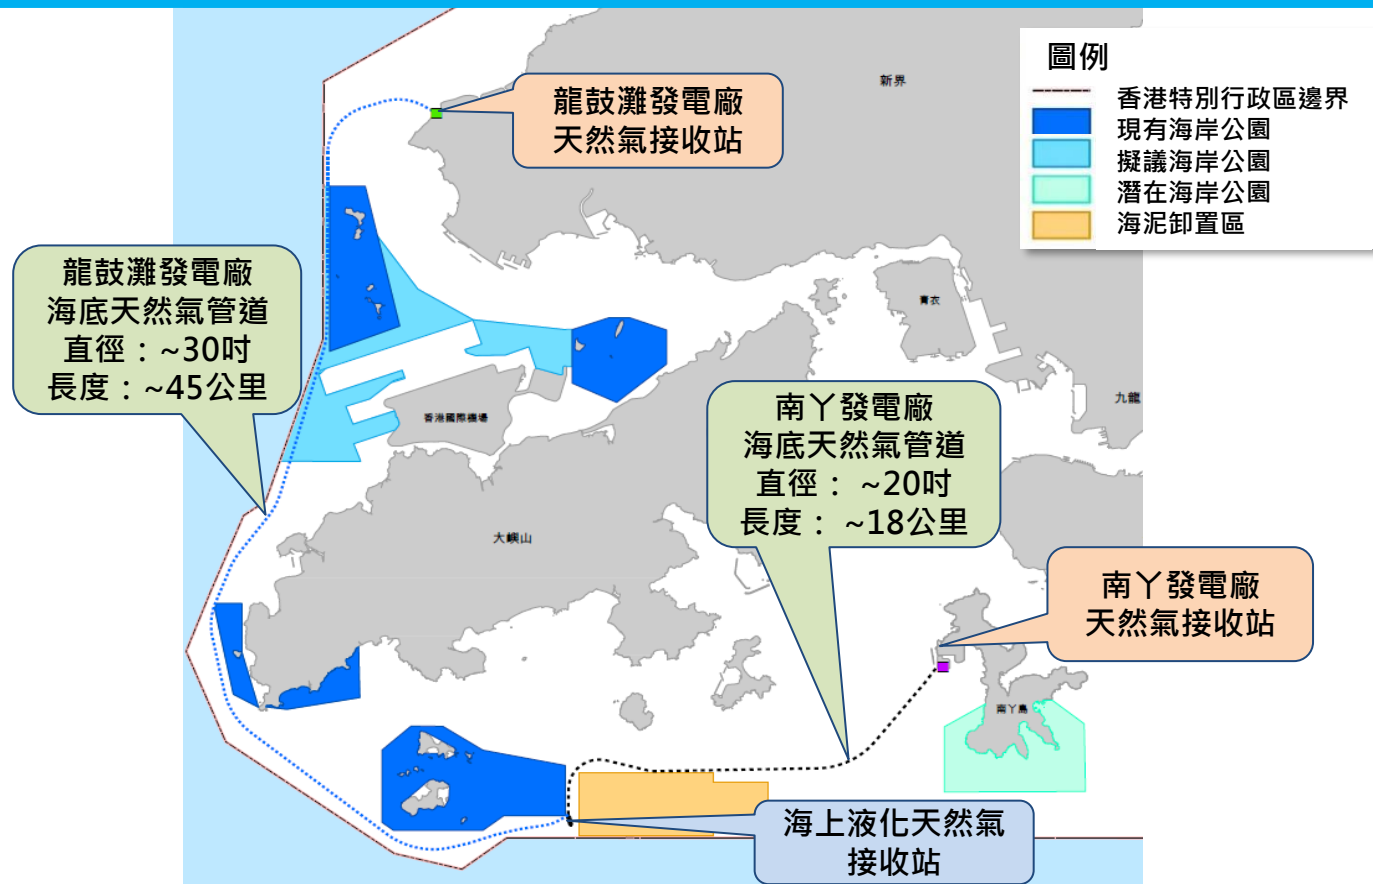 圖例
香港特別行政區邊界
現有海岸公園
擬議海岸公園
潛在海岸公園
海泥卸置區
新界
龍鼓灘發電廠
天然氣接收站
龍鼓灘發電廠
海底天然氣管道
直徑：~30吋
長度：~45公里
青衣
九龍
香港國際機場
南丫發電廠
海底天然氣管道
直徑： ~20吋
長度： ~18公里
大嶼山
南丫發電廠
天然氣接收站
南丫島
海上液化天然氣
接收站